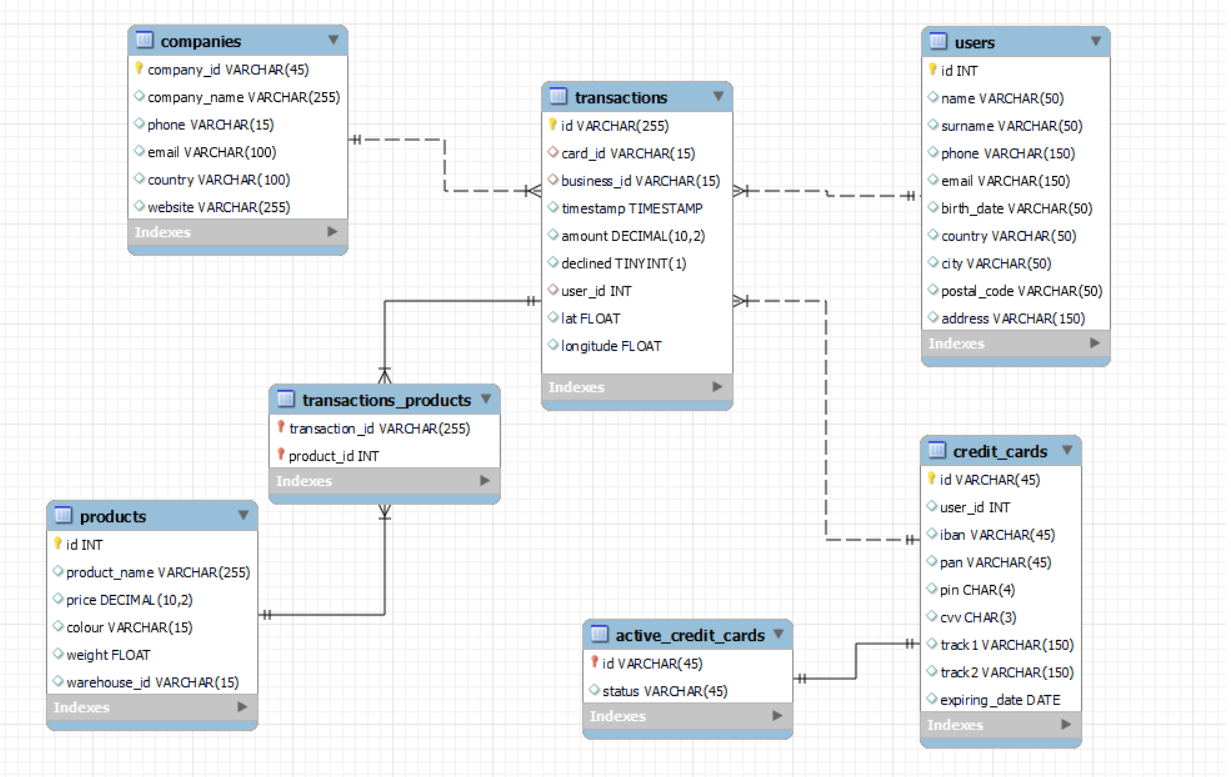 companies
company_id VARCHAR(45)
company_name VARCHAR(255)
phone VARCHAR(15)
email VARCHAR(100)
country VARCHAR(100)
website VARCHAR(255)
Indexes
transactions
id VARCHAR(255)
card_id VARCHAR(15)
business_id VARCHAR(15)
timestamp TIMESTAMP
amount DECIMAL(10,2)
declined TINYINT(1)
user_id INT
lat FLOAT
longitude FLOAT
Indexes
users
id INT
name VARCHAR(50)
surname VARCHAR(50)
phone VARCHAR(150)
email VARCHAR(150)
birth_date VARCHAR(50)
country VARCHAR(50)
city VARCHAR(50)
postal_code VARCHAR(50)
address VARCHAR(150)
Indexes
transactions_products
transaction_id VARCHAR(255)
product_id INT
Indexes
products
id INT
product_name VARCHAR(255)
price DECIMAL(10,2)
colour VARCHAR(15)
weight FLOAT
warehouse_id VARCHAR(15)
Indexes
active_credit_cards
id VARCHAR(45)
status VARCHAR(45)
Indexes
credit_cards
id VARCHAR(45)
user_id INT
iban VARCHAR(45)
pan VARCHAR(45)
pin CHAR(4)
cvv CHAR(3)
track1 VARCHAR(150)
track2 VARCHAR(150)
expiring_date DATE
Indexes